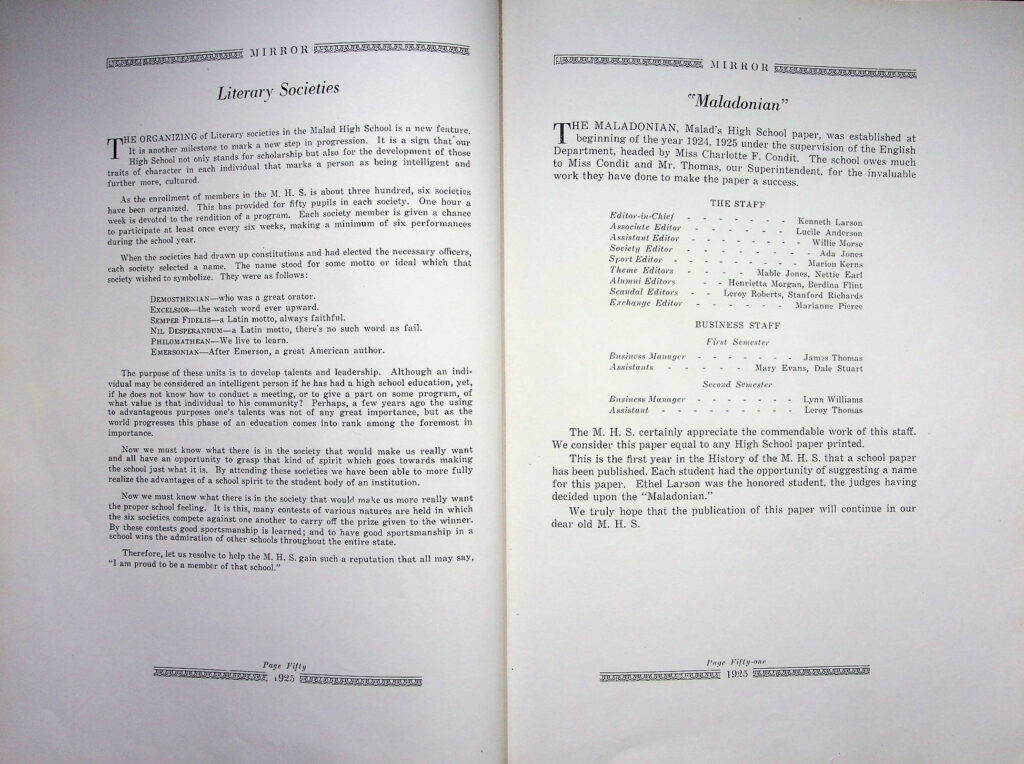 MIRROR
Literary Societies
THE ORGANIZING of Literary societies in the Malad High School is a new feature.
It is another milestone to mark a new step in progression. It is a sign that our
High School not only stands for scholarship but also for the development of those
traits of character in each individual that marks a person as being intelligent and
further more, cultured.
As the enrollment of members in the M. H. S. is about three hundred, six societies
have been organized. This has provided for fifty pupils in each society. One hour a
week is devoted to the rendition of a program. Each society member is given a chance
to participate at least once every six weeks, making a minimum of six performances
during the school year.
When the societies had drawn up constitutions and had elected the necessary officers,
each society selected a name. The name stood for some motto or ideal which that
society wished to symbolize. They were as follows:
DEMOSTHENIAN—who was a great orator.
EXCELSIOR—the watch word ever upward.
SEMPER FIDELIS—a Latin motto, always faithful.
NIL DESPERANDUM—a Latin motto, there's no such word as fail.
PHILOMATHEAN—We live to learn.
EMERSONIAN—After Emerson, a great American author.
The purpose of these units is to develop talents and leadership. Although an indi-
vidual may be considered an intelligent person if he has had a high school education, yet,
if he does not know how to conduct a meeting, or to give a part on some program, of
what value is that individual to his community? Perhaps, a few years ago the using
to advantageous purposes one's talents was not of any great importance, but as the
world progresses this phase of an education comes into rank among the foremost in
importance.
Now we must know what there is in the society that would make us really want
and all have an opportunity to grasp that kind of spirit which goes towards making
the school just what it is. By attending these societies we have been able to more fully
realize the advantages of a school spirit to the student body of an institution.
Now we must know what there is in the society that would make us more really want
the proper school feeling. It is this, many contests of various natures are held in which
the six societies compete against one another to carry off the prize given to the winner.
By these contests good sportsmanship is learned; and to have good sportsmanship in a
school wins the admiration of other schools throughout the entire state.
Therefore, let us resolve to help the M. H. S. gain such a reputation that all may say,
"I am proud to be a member of that school."
Page Fifty
1925
MIRROR
"Maladonian"
THE MALADONIAN, Malad's High School paper, was established at
beginning of the year 1924, 1925 under the supervision of the English
Department, headed by Miss Charlotte F. Condit. The school owes much
to Miss Condit and Mr. Thomas, our Superintendent, for the invaluable
work they have done to make the paper a success.
THE STAFF
Editor-in-Chief - - - - - - - Kenneth Larson
Associate Editor - - - - - - - Lucile Anderson
Assistant Editor - - - - - - - - Willie Morse
Society Editor - - - - - - - - Ada Jones
Sport Editor - - - - - - - - Marion Kerns
Theme Editors - - - - Mable Jones, Nettie Earl
Alumni Editors - - Henrietta Morgan, Berdina Flint
Scandal Editors - - Leroy Roberts, Stanford Richards
Exchange Editor - - - - - - - Marianne Pierce
BUSINESS STAFF
First Semester
Business Manager - - - - - - - James Thomas
Assistants - - - - - Mary Evans, Dale Stuart
Second Semester
Business Manager - - - - - - - Lynn Williams
Assistant - - - - - - - - Leroy Thomas
The M. H. S. certainly appreciate the commendable work of this staff.
We consider this paper equal to any High School paper printed.
This is the first year in the History of the M. H. S. that a school paper
has been published. Each student had the opportunity of suggesting a name
for this paper. Ethel Larson was the honored student, the judges having
decided upon the "Maladonian."
We truly hope that the publication of this paper will continue in our
dear old M. H. S.
Page Fifty-one
1925